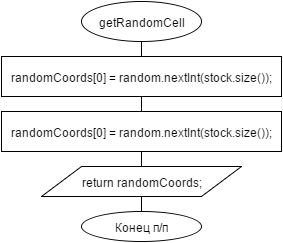 getRandomCell
randomCoords[0] = random.nextInt(stock.size());
randomCoords[0] = random.nextInt(stock.size());
return randomCoords;
Конец п/п